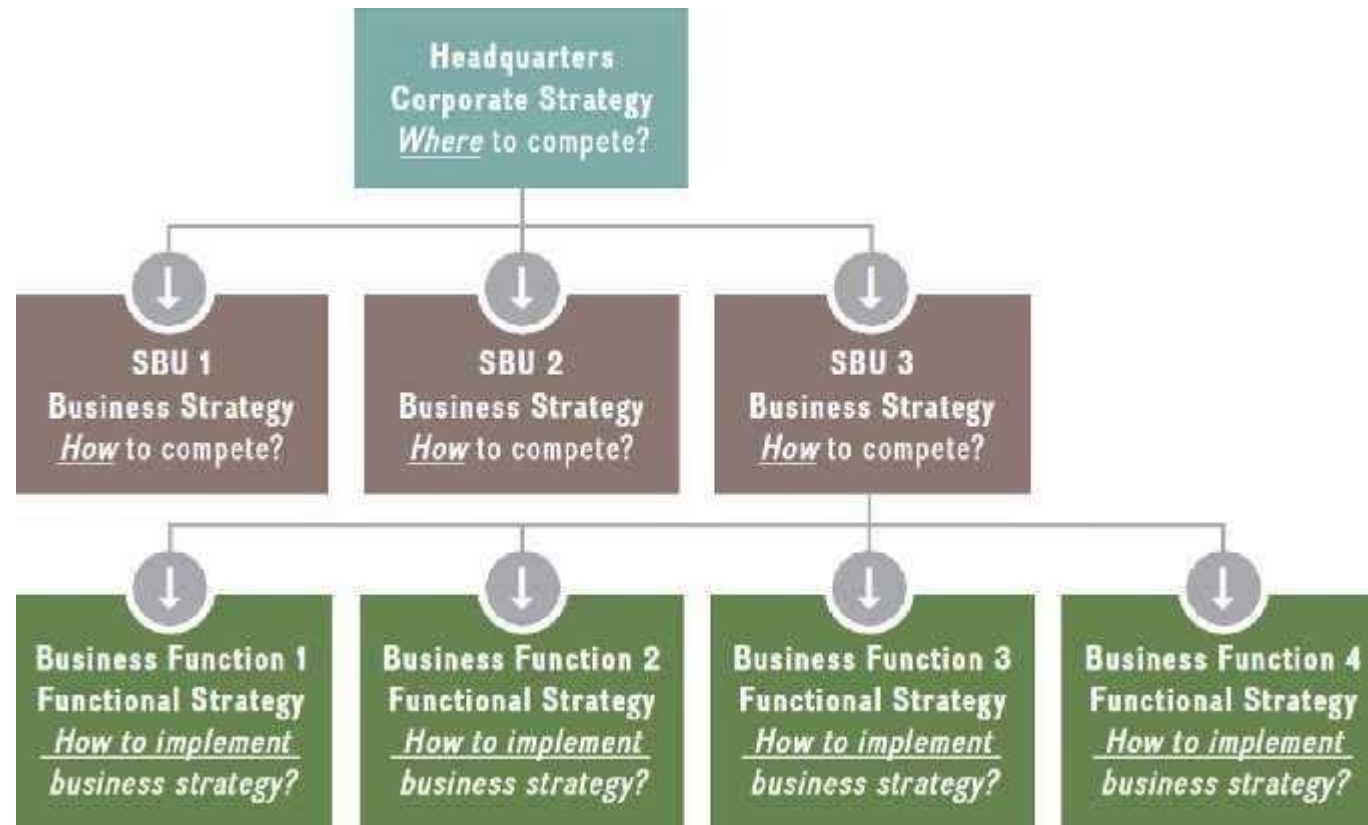 Headquarters
Corporate Strategy
Where to compete?
SBU 1
Business Strategy
How to compete?
SBU 2
Business Strategy
How to compete?
SBU 3
Business Strategy
How to compete?
Business Function 1
Functional Strategy
How to implement
business strategy?
Business Function 2
Functional Strategy
How to implement
business strategy?
Business Function 3
Functional Strategy
How to implement
business strategy?
Business Function 4
Functional Strategy
How to implement
business strategy?